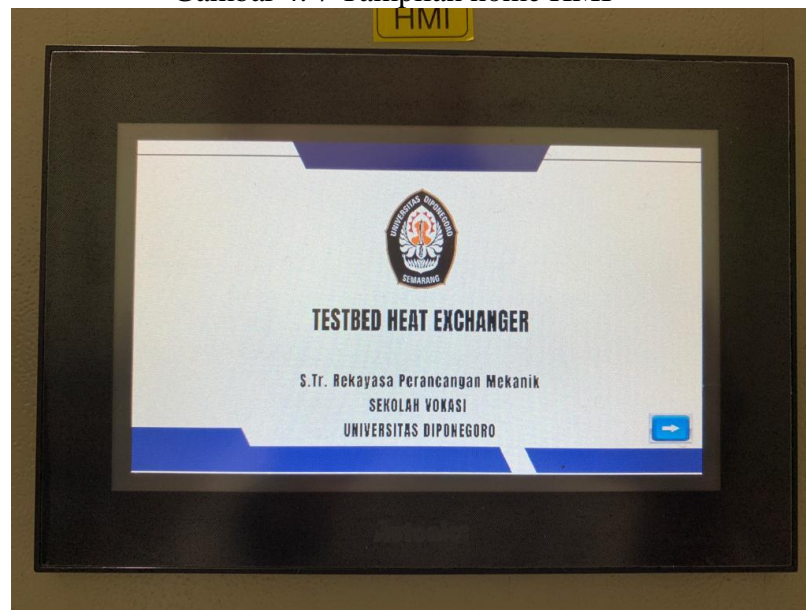 HMI
UNIVERSITAS DIPONEGORO
SEMARANG
TESTBED HEAT EXCHANGER
S.Tr. Rekayasa Perancangan Mekanik
SEKOLAH VOKASI
UNIVERSITAS DIPONEGORO